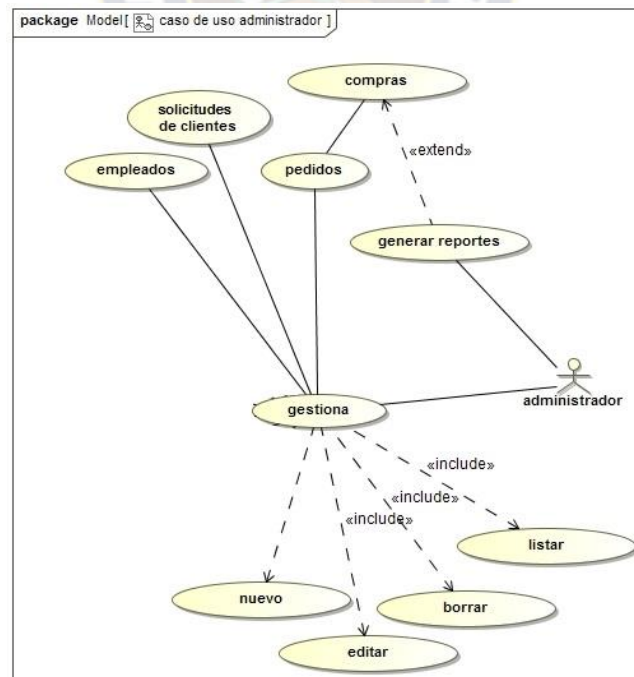 package Model [ caso de uso administrador ]
compras
solicitudes
de clientes
empleados
pedidos
«extend»
generar reportes
administrador
gestiona
«include»
«include»
«include»
listar
nuevo
borrar
editar